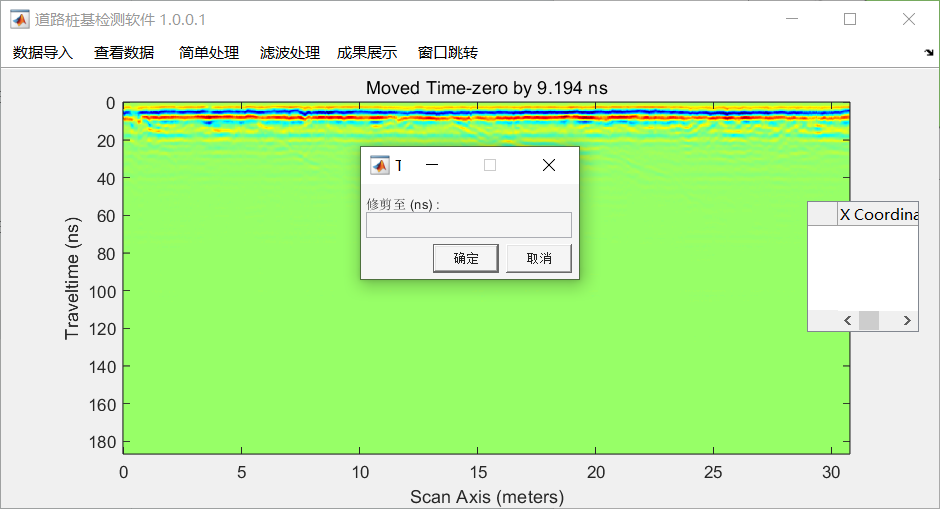 道路桩基检测软件 1.0.0.1
数据导入 查看数据 简单处理 滤波处理 成果展示 窗口跳转
Moved Time-zero by 9.194 ns
0
20
40
60
80
100
120
140
160
180
Traveltime (ns)
修剪至 (ns) :
确定 取消
X Coordina
0 5 10 15 20 25 30
Scan Axis (meters)